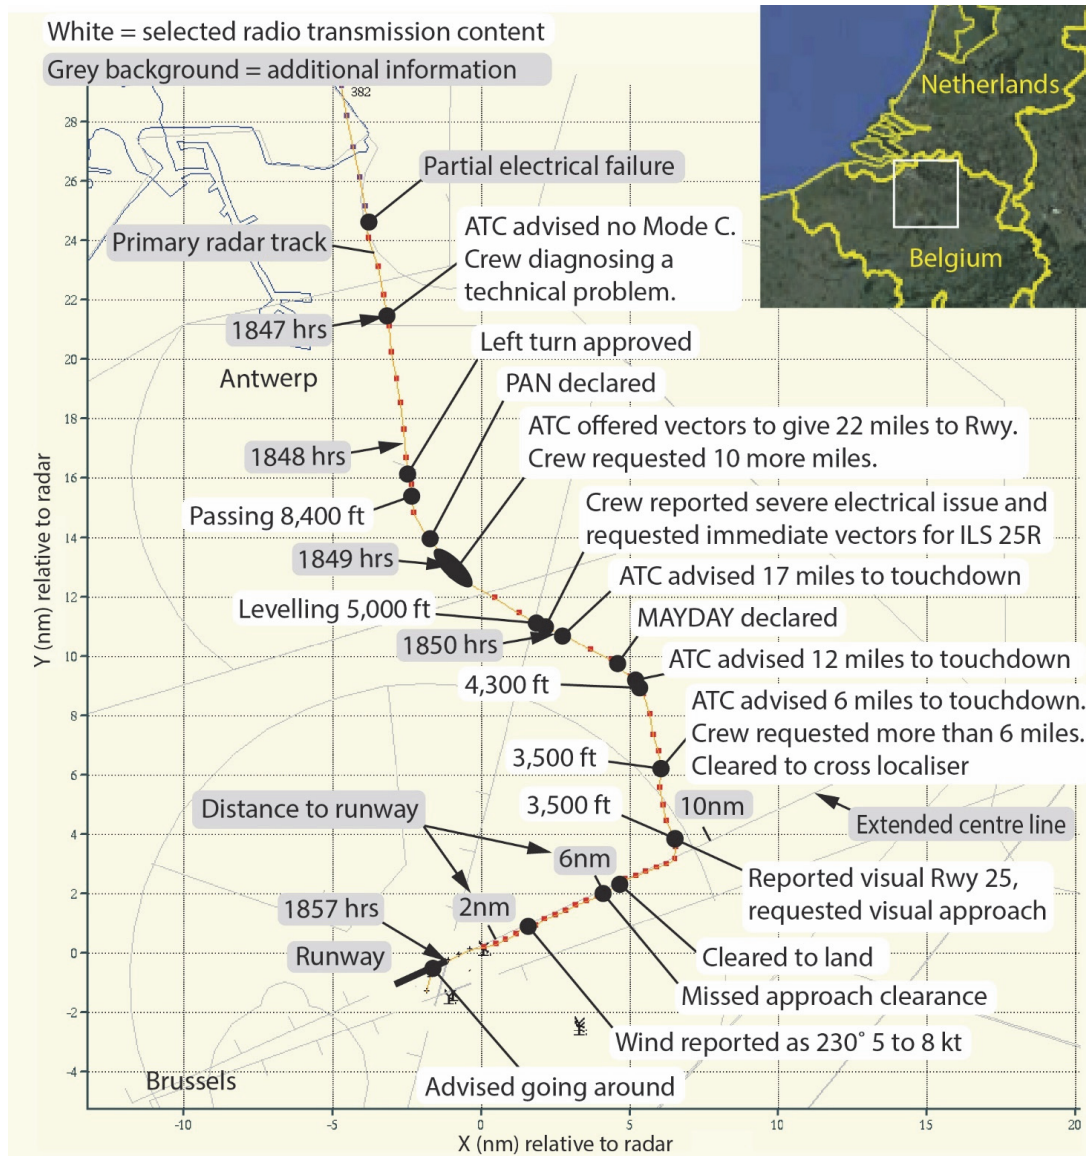 White = selected radio transmission content
Grey background = additional information
382
Netherlands
Belgium
Partial electrical failure
Primary radar track
ATC advised no Mode C.
Crew diagnosing a
technical problem.
1847 hrs
Left turn approved
Antwerp
PAN declared
ATC offered vectors to give 22 miles to Rwy.
Crew requested 10 more miles.
1848 hrs
Passing 8,400 ft
Crew reported severe electrical issue and
requested immediate vectors for ILS 25R
1849 hrs
ATC advised 17 miles to touchdown
Levelling 5,000 ft
MAYDAY declared
1850 hrs
ATC advised 12 miles to touchdown
4,300 ft
ATC advised 6 miles to touchdown.
Crew requested more than 6 miles.
Cleared to cross localiser
3,500 ft
3,500 ft
10nm
Distance to runway
Extended centre line
6nm
Reported visual Rwy 25,
requested visual approach
1857 hrs
2nm
Runway
Cleared to land
Missed approach clearance
Wind reported as 230° 5 to 8 kt
Brussels
Advised going around
Y (nm) relative to radar
28
26
24
22
20
18
16
14
12
10
8
6
4
2
0
-2
-4
-10
-5
0
5
10
15
20
X (nm) relative to radar